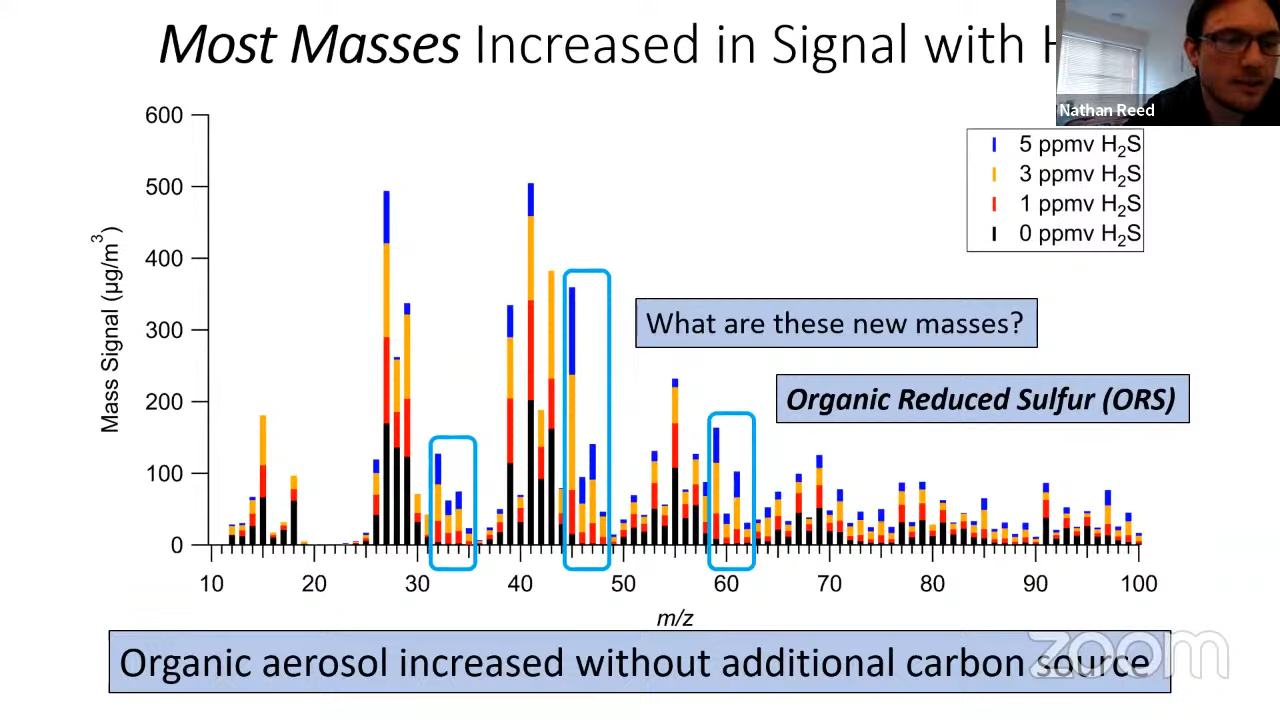 Most Masses Increased in Signal with
Nathan Reed
600
500
400
300
200
100
0
Mass Signal (µg/m³)
5 ppmv H₂S
3 ppmv H₂S
1 ppmv H₂S
0 ppmv H₂S
What are these new masses?
Organic Reduced Sulfur (ORS)
10 20 30 40 50 60 70 80 90 100
m/z
Organic aerosol increased without additional carbon source
zoom